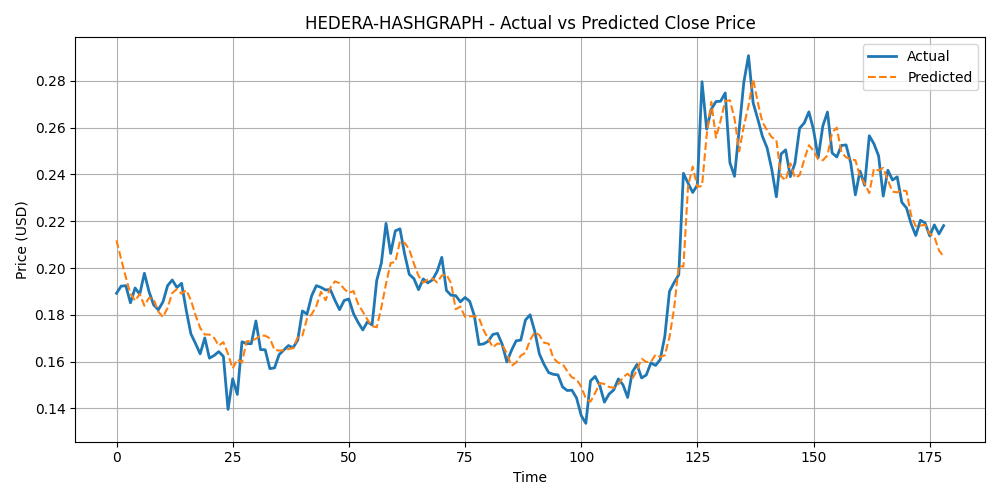 HEDERA-HASHGRAPH - Actual vs Predicted Close Price
Actual
Predicted
Price (USD)
0.28
0.26
0.24
0.22
0.20
0.18
0.16
0.14
0 25 50 75 100 125 150 175
Time